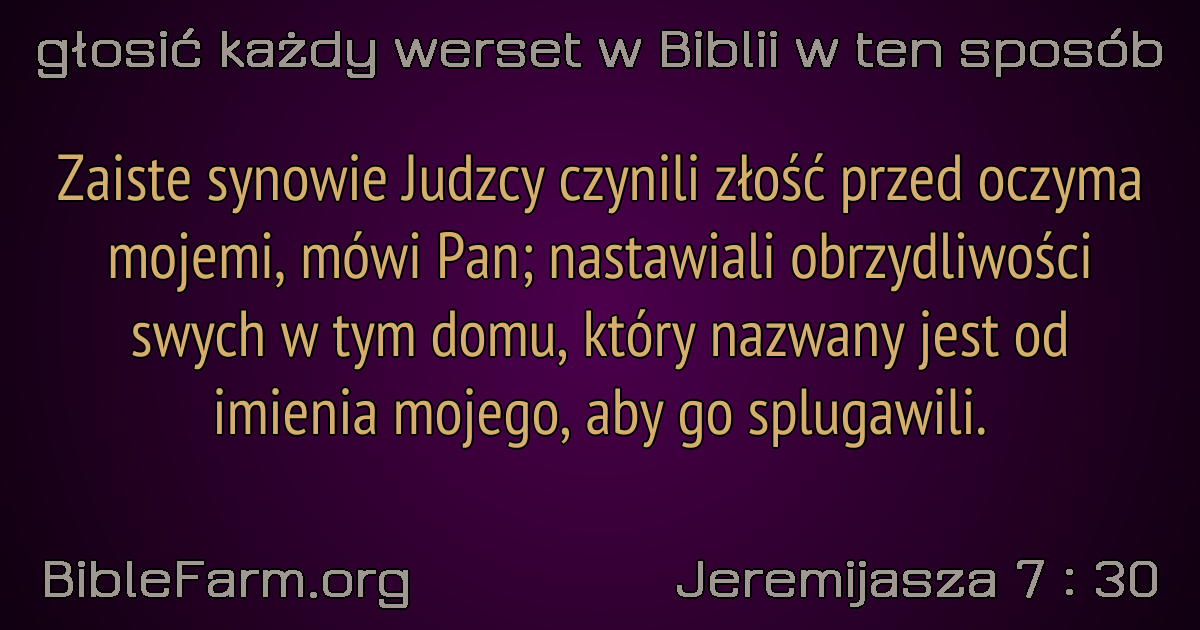 głosić każdy werset w Biblii w ten sposób
Zaiste synowie Judzcy czynili złość przed oczyma
mojemi, mówi Pan; nastawiali obrzydliwości
swych w tym domu, który nazwany jest od
imienia mojego, aby go splugawili.
BibleFarm.org
Jeremijasza 7 : 30